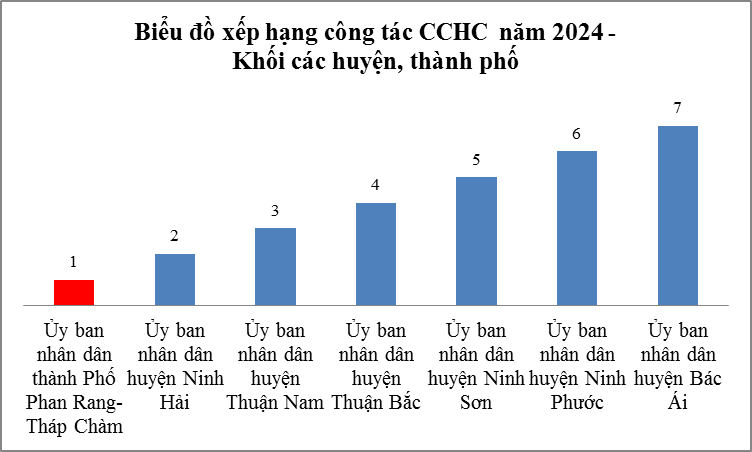 Biểu đồ xếp hạng công tác CCHC năm 2024 -
Khối các huyện, thành phố
1
2
3
4
5
6
7
Ủy ban
nhân dân
thành Phố
Phan Rang-
Tháp Chàm
Ủy ban
nhân dân
huyện Ninh
Hải
Ủy ban
nhân dân
huyện
Thuận Nam
Ủy ban
nhân dân
huyện
Thuận Bắc
Ủy ban
nhân dân
huyện Ninh
Sơn
Ủy ban
nhân dân
huyện Ninh
Phước
Ủy ban
nhân dân
huyện Bác
Ái